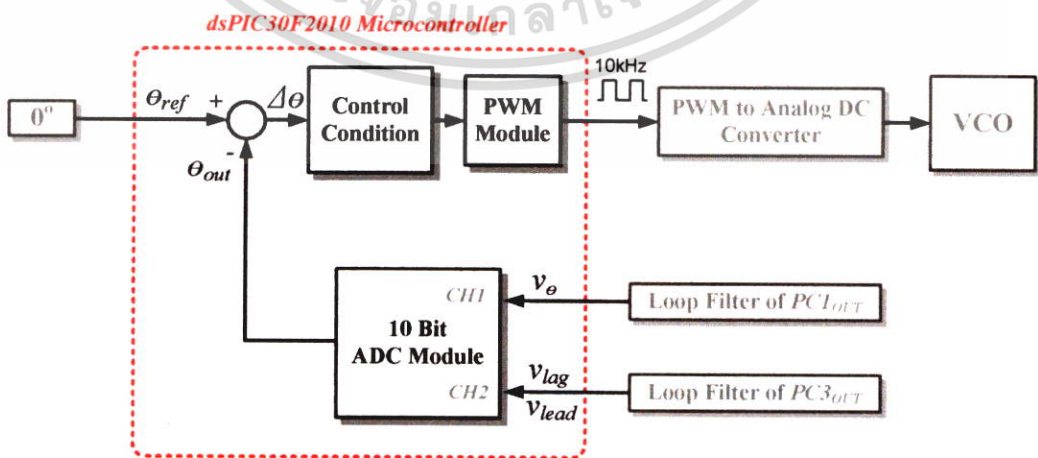 dsPIC30F2010 Microcontroller
0°
θref
+
Δθ
-
θout
Control
Condition
PWM
Module
10kHz
PWM to Analog DC
Converter
VCO
CH1
10 Bit
ADC Module
CH2
vθ
Loop Filter of PC1OUT
vlag
vlead
Loop Filter of PC3OUT